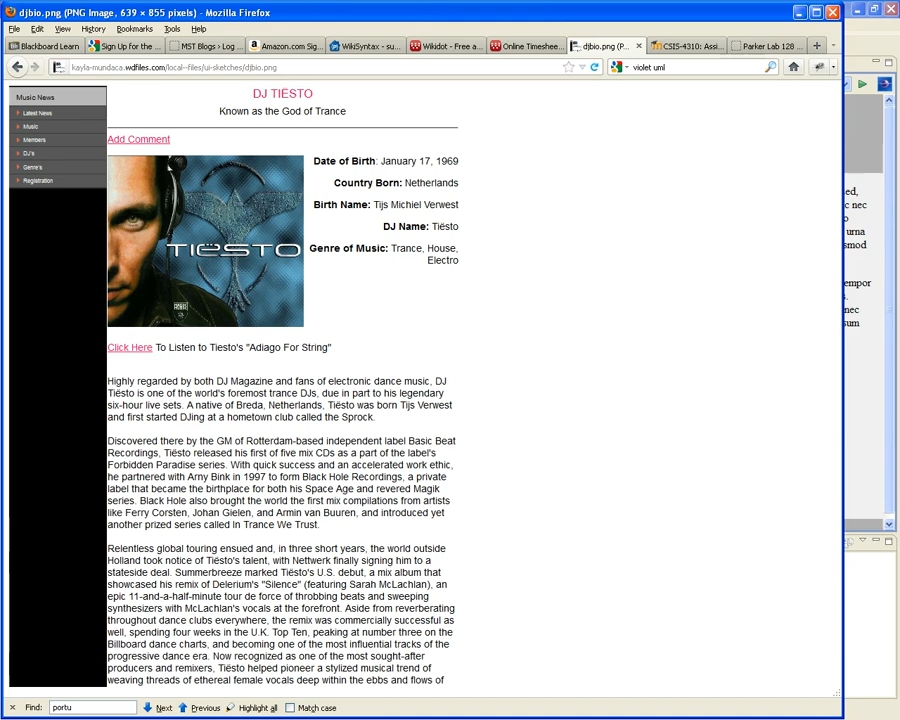 djbio.png (PNG Image, 639 × 855 pixels) - Mozilla Firefox
File Edit View History Bookmarks Tools Help
Blackboard Learn
Sign Up for the ...
MST Blogs › Log ...
Amazon.com Sig...
WikiSyntax - su...
Wikidot - Free a...
Online Timeshee...
djbio.png (P...
CSIS-4310: Assi...
Parker Lab 128 ...
kayla-mundaca.wdfiles.com/local--files/ui-sketches/djbio.png
violet uml
Music News
Latest News
Music
Members
DJ's
Genre's
Registration
DJ TIESTO
Known as the God of Trance
Add Comment
TIËSTO
Date of Birth: January 17, 1969
Country Born: Netherlands
Birth Name: Tijs Michiel Verwest
DJ Name: Tiësto
Genre of Music: Trance, House,
Electro
Click Here To Listen to Tiesto's "Adiago For String"
Highly regarded by both DJ Magazine and fans of electronic dance music, DJ
Tiësto is one of the world's foremost trance DJs, due in part to his legendary
six-hour live sets. A native of Breda, Netherlands, Tiësto was born Tijs Verwest
and first started DJing at a hometown club called the Sprock.
Discovered there by the GM of Rotterdam-based independent label Basic Beat
Recordings, Tiësto released his first of five mix CDs as a part of the label's
Forbidden Paradise series. With quick success and an accelerated work ethic,
he partnered with Arny Bink in 1997 to form Black Hole Recordings, a private
label that became the birthplace for both his Space Age and revered Magik
series. Black Hole also brought the world the first mix compilations from artists
like Ferry Corsten, Johan Gielen, and Armin van Buuren, and introduced yet
another prized series called In Trance We Trust.
Relentless global touring ensued and, in three short years, the world outside
Holland took notice of Tiësto's talent, with Nettwerk finally signing him to a
stateside deal. Summerbreeze marked Tiësto's U.S. debut, a mix album that
showcased his remix of Delerium's "Silence" (featuring Sarah McLachlan), an
epic 11-and-a-half-minute tour de force of throbbing beats and sweeping
synthesizers with McLachlan's vocals at the forefront. Aside from reverberating
throughout dance clubs everywhere, the remix was commercially successful as
well, spending four weeks in the U.K. Top Ten, peaking at number three on the
Billboard dance charts, and becoming one of the most influential tracks of the
progressive dance era. Now recognized as one of the most sought-after
producers and remixers, Tiësto helped pioneer a stylized musical trend of
weaving threads of ethereal female vocals deep within the ebbs and flows of
sed,
c nec
o
urna
smod
empor
s.
nec
sum
Find: portu Next Previous Highlight all Match case